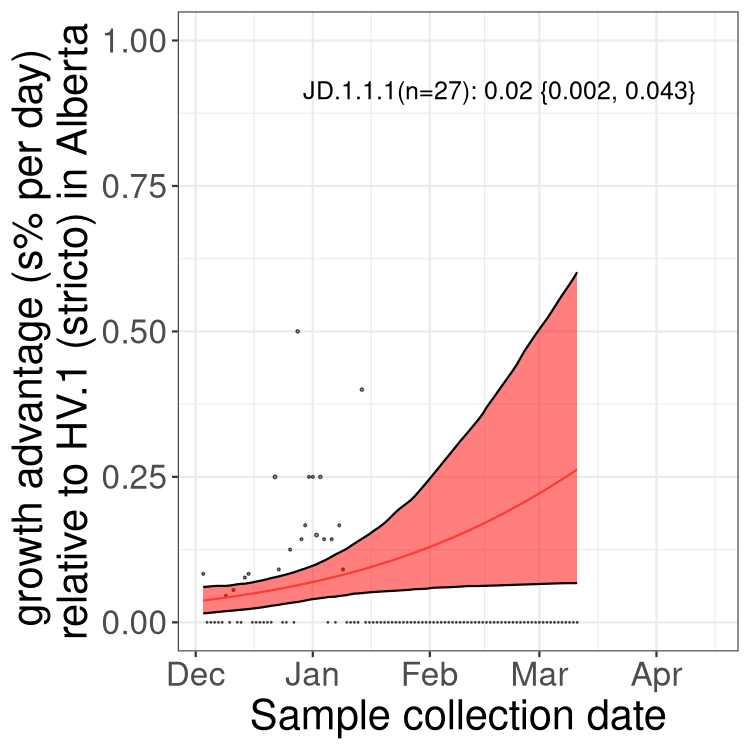 growth advantage (s% per day)
relative to HV.1 (stricto) in Alberta
1.00
0.75
0.50
0.25
0.00
JD.1.1.1(n=27): 0.02 {0.002, 0.043}
Dec Jan Feb Mar Apr
Sample collection date